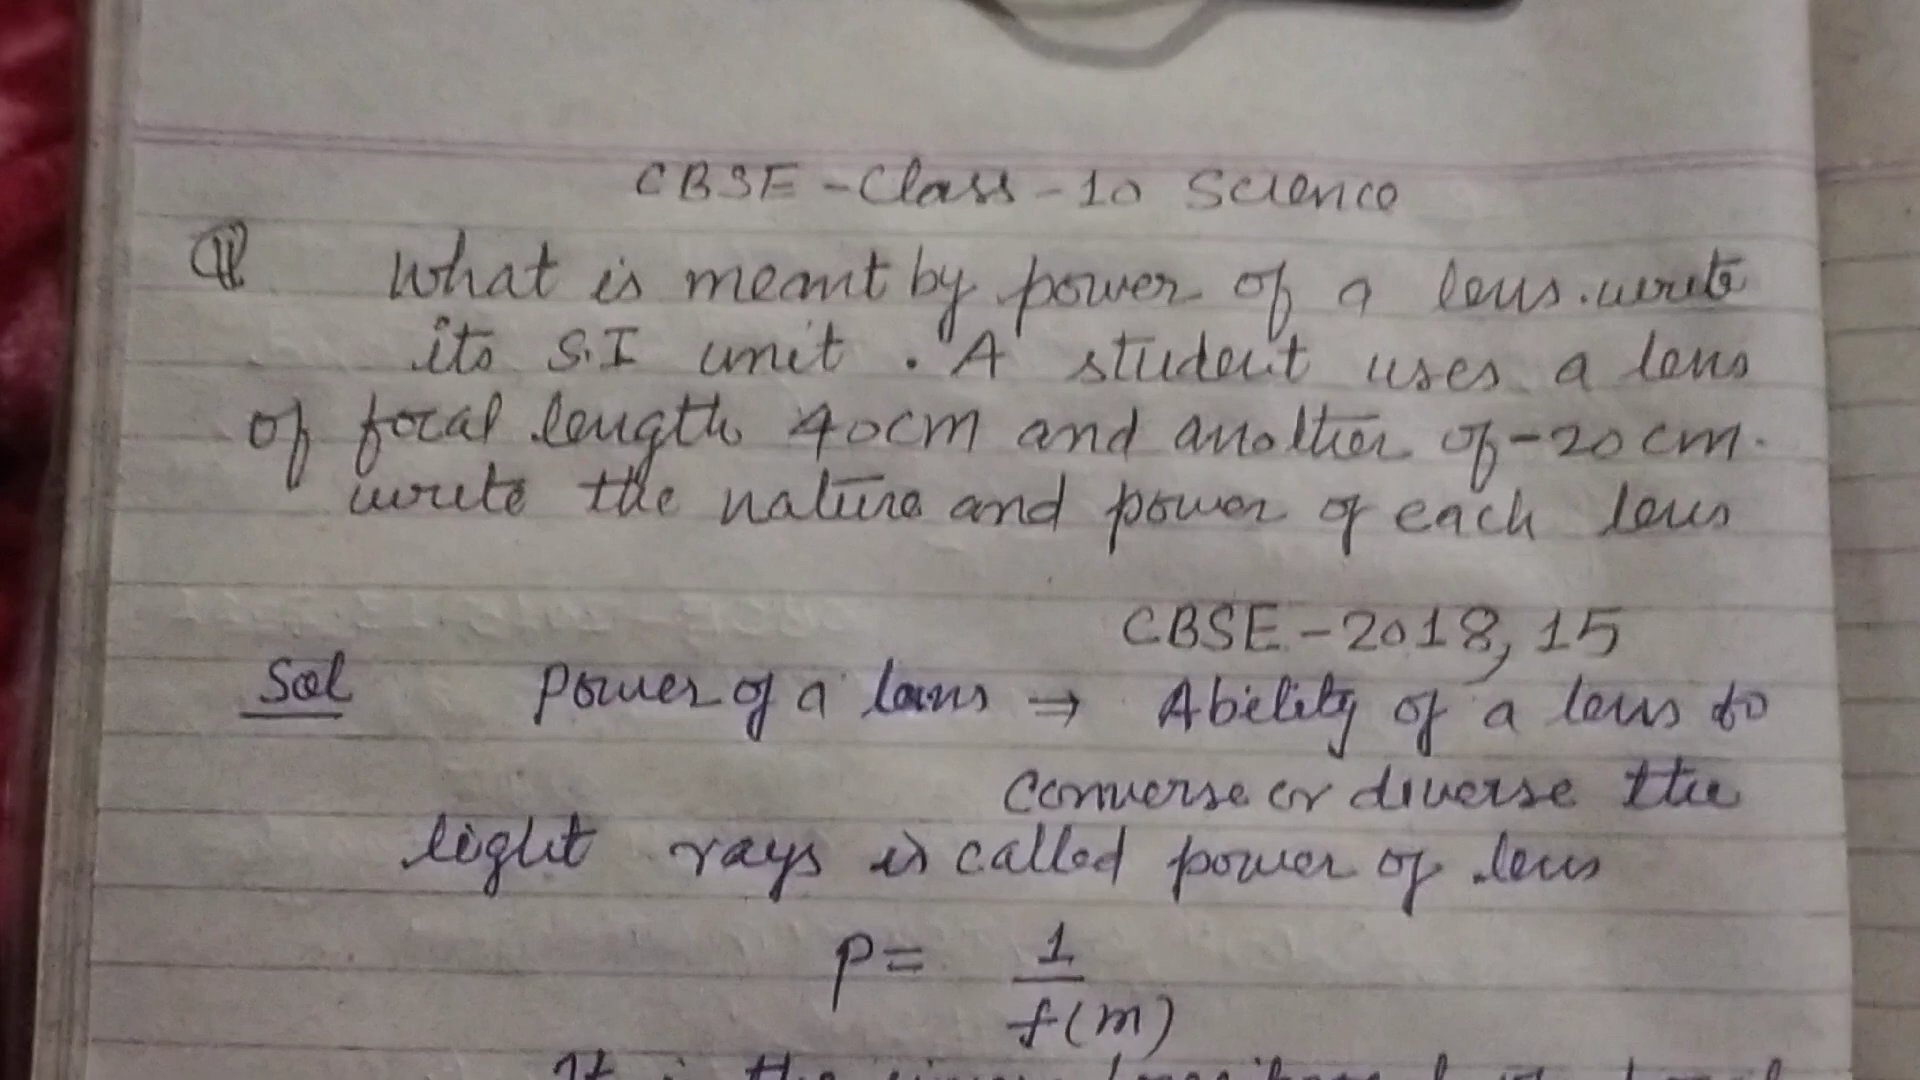 CBSE - Class - 10 Science
Q What is meant by power of a lens. write
its S.I unit . A student uses a lens
of focal length 40cm and another of -20 cm.
write the nature and power of each lens
CBSE - 2018, 15
Sol Power of a lens → Ability of a lens to
converse or diverse the
light rays is called power of lens
P = 1
f(m)
It is the